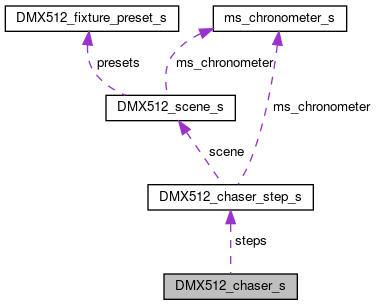 DMX512_fixture_preset_s
ms_chronometer_s
presets
ms_chronometer
DMX512_scene_s
ms_chronometer
scene
DMX512_chaser_step_s
steps
DMX512_chaser_s